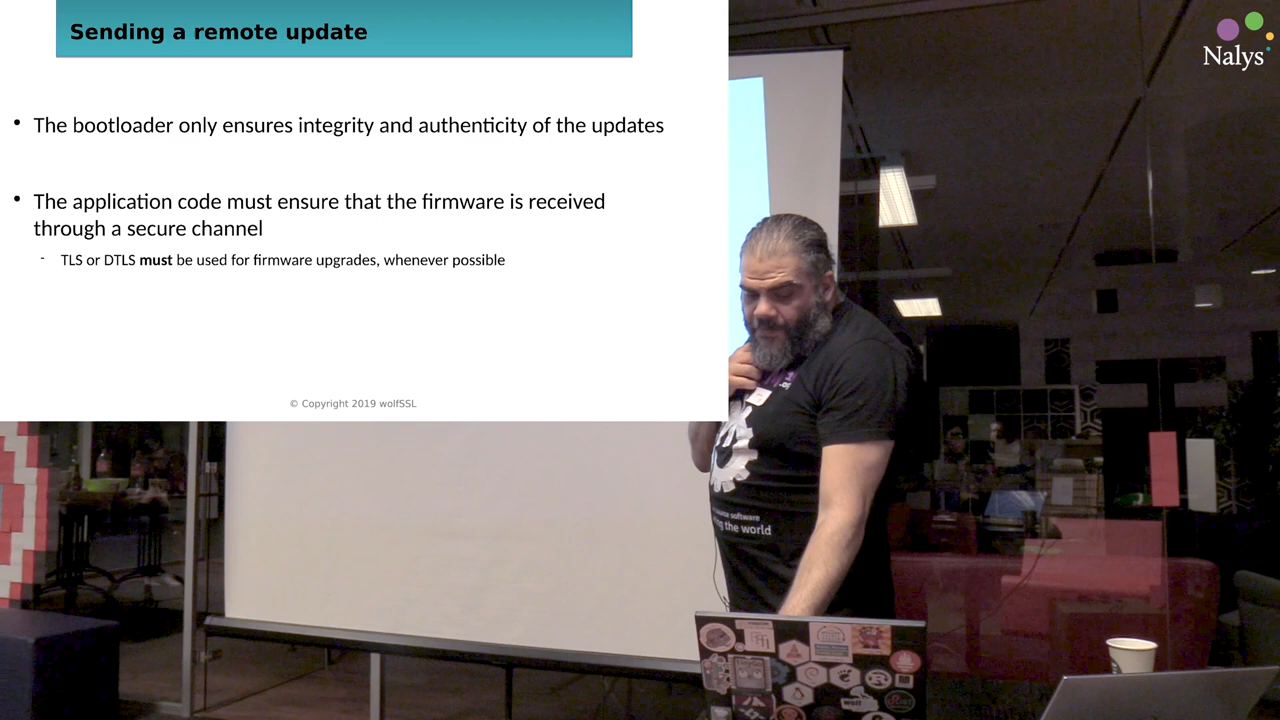 Sending a remote update
• The bootloader only ensures integrity and authenticity of the updates
• The application code must ensure that the firmware is received
through a secure channel
- TLS or DTLS must be used for firmware upgrades, whenever possible
© Copyright 2019 wolfSSL
Nalys
software
the world
wolf